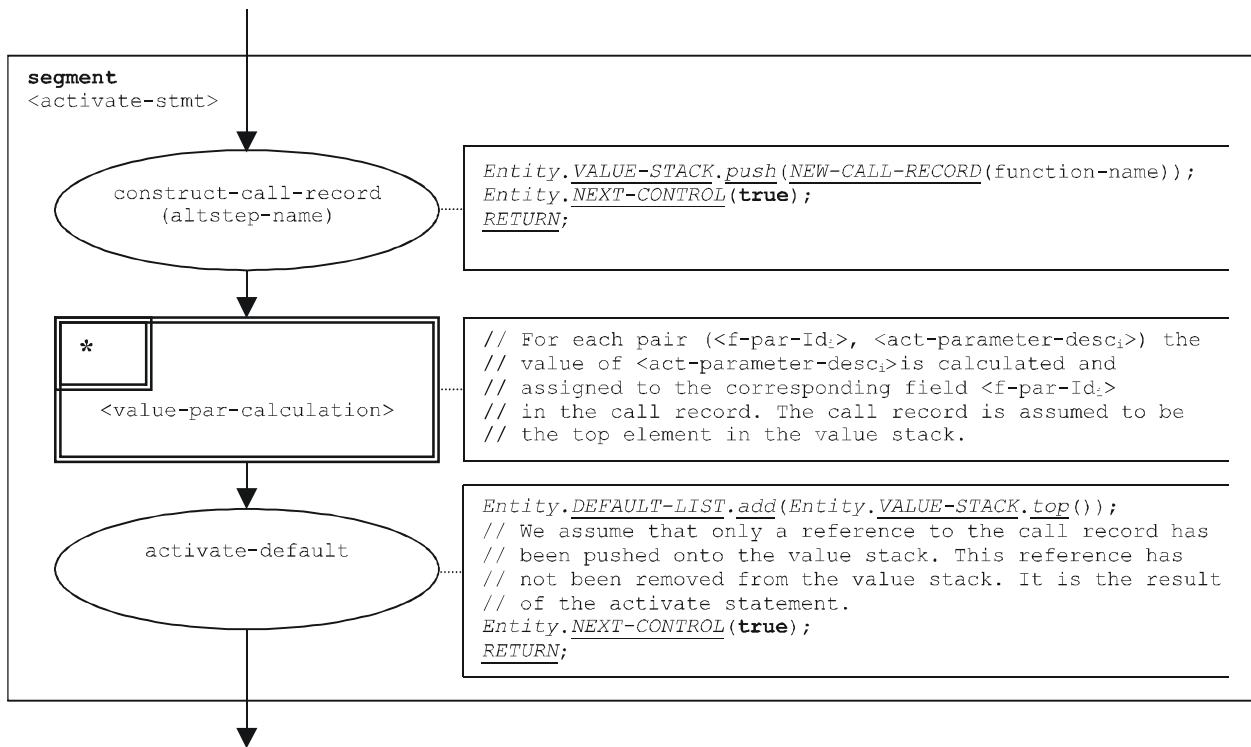 segment
<activate-stmt>
construct-call-record
(altstep-name)
Entity.VALUE-STACK.push(NEW-CALL-RECORD(function-name));
Entity.NEXT-CONTROL(true);
RETURN;
*
<value-par-calculation>
// For each pair (<f-par-Idᵢ>, <act-parameter-descᵢ>) the
// value of <act-parameter-descᵢ>is calculated and
// assigned to the corresponding field <f-par-Idᵢ>
// in the call record. The call record is assumed to be
// the top element in the value stack.
activate-default
Entity.DEFAULT-LIST.add(Entity.VALUE-STACK.top());
// We assume that only a reference to the call record has
// been pushed onto the value stack. This reference has
// not been removed from the value stack. It is the result
// of the activate statement.
Entity.NEXT-CONTROL(true);
RETURN;